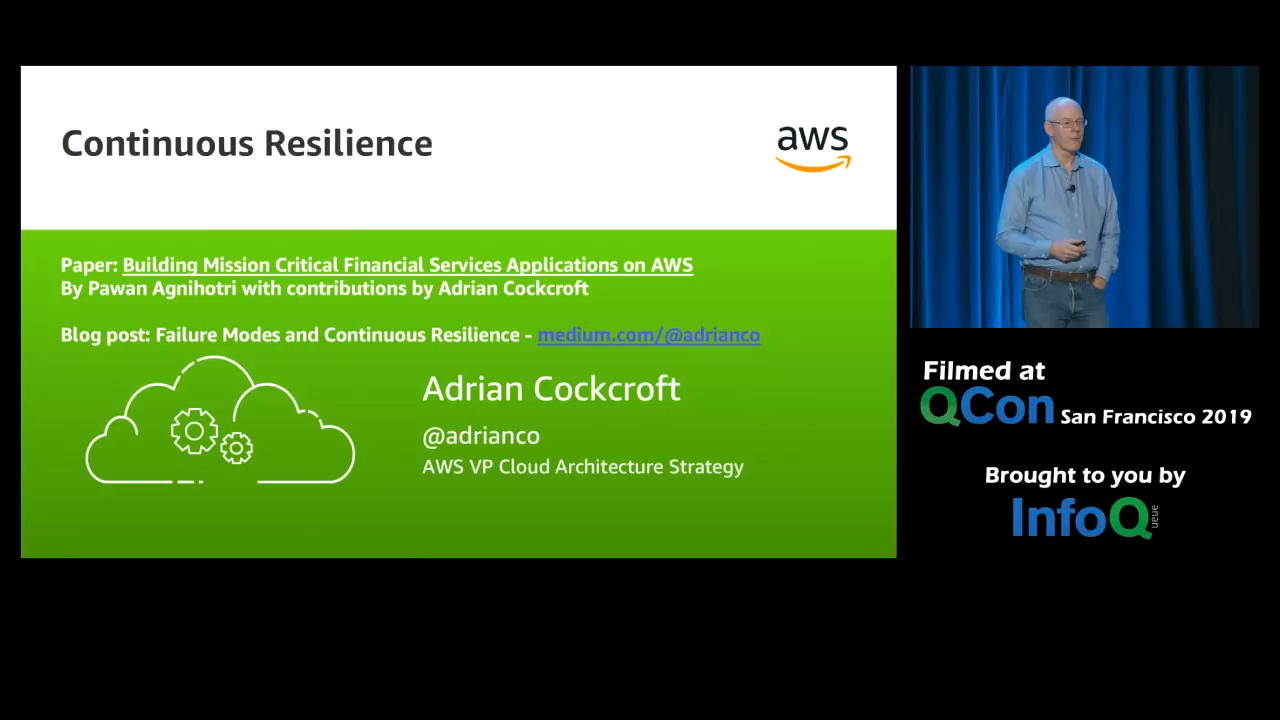 Continuous Resilience
aws
Paper: Building Mission Critical Financial Services Applications on AWS
By Pawan Agnihotri with contributions by Adrian Cockcroft
Blog post: Failure Modes and Continuous Resilience - medium.com/@adrianco
Adrian Cockcroft
@adrianco
AWS VP Cloud Architecture Strategy
Filmed at
QCon San Francisco 2019
Brought to you by
InfoQueue